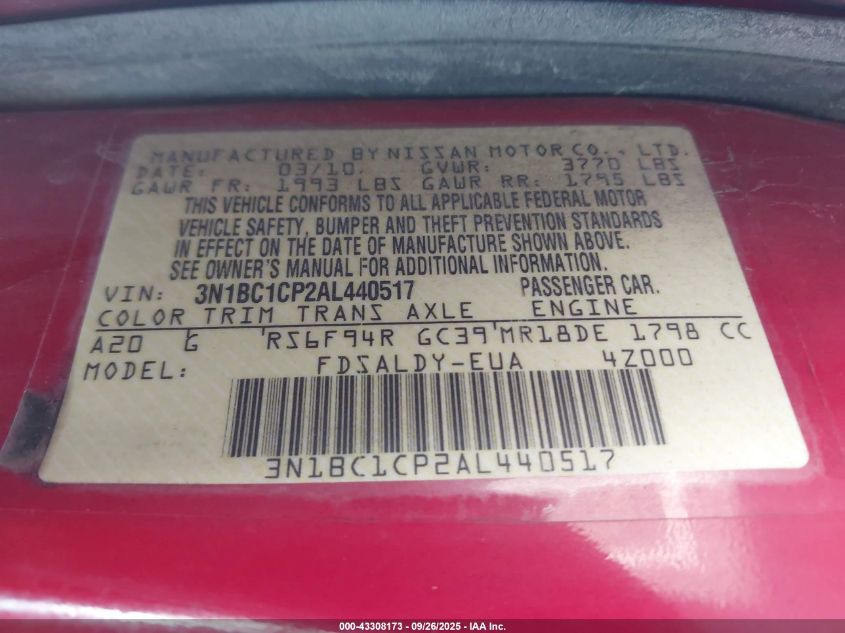 MANUFACTURED BY NISSAN MOTOR CO., LTD.
DATE: 03/10. GVWR: 3770 LBS
GAWR FR: 1993 LBS GAWR RR: 1795 LBS
THIS VEHICLE CONFORMS TO ALL APPLICABLE FEDERAL MOTOR
VEHICLE SAFETY, BUMPER AND THEFT PREVENTION STANDARDS
IN EFFECT ON THE DATE OF MANUFACTURE SHOWN ABOVE.
SEE OWNER'S MANUAL FOR ADDITIONAL INFORMATION.
VIN: 3N1BC1CP2AL440517 PASSENGER CAR.
COLOR TRIM TRANS AXLE ENGINE
A20 G RS6F94R GC39 MR18DE 1798 CC
MODEL: FDSALDY-EUA 4Z000
3N1BC1CP2AL440517
000-43308173 - 09/26/2025 - IAA Inc.